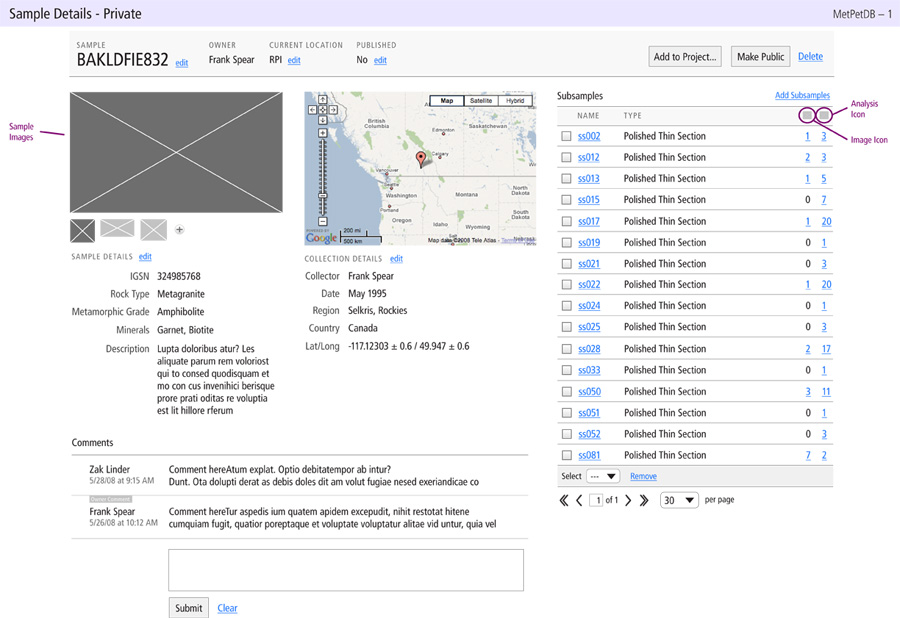 Sample Details - Private
MetPetDB – 1
SAMPLE
BAKLDFIE832 edit
OWNER
Frank Spear
CURRENT LOCATION
RPI edit
PUBLISHED
No edit
Add to Project...
Make Public
Delete
Sample
Images
Map
Satellite
Hybrid
British
Columbia
Edmonton
Saskatchewan
Calgary
Vancouver
Seattle
Washington
Montana
North
Dakota
Portland
Oregon
Idaho
South
Dakota
Wyoming
POWERED BY
Google
200 mi
500 km
Map data ©2008 Tele Atlas - Terms of Use
SAMPLE DETAILS edit
IGSN 324985768
Rock Type Metagranite
Metamorphic Grade Amphibolite
Minerals Garnet, Biotite
Description Lupta doloribus atur? Les
aliquate parum rem voloriost
qui to consed quodisquam et
mo con cus invenihici berisque
prore prati oditas re voluptia
est lit hillore rferum
COLLECTION DETAILS edit
Collector Frank Spear
Date May 1995
Region Selkris, Rockies
Country Canada
Lat/Long -117.12303 ± 0.6 / 49.947 ± 0.6
Comments
Zak Linder
5/28/08 at 9:15 AM
Comment hereAtum explat. Optio debitatempor ab intur?
Dunt. Ota dolupti derat as debis doles dit am volut fugiae nesed exeriandicae co
Owner Comment
Frank Spear
5/26/08 at 10:12 AM
Comment hereTur aspedis ium quatem apidem excepudit, nihit restotat hitene
cumquiam fugit, quatior poreptaque et voluptate voluptatur alitae vid untur, quia vel
Submit
Clear
Subsamples
Add Subsamples
Analysis
Icon
Image Icon
NAME TYPE
ss002 Polished Thin Section 1 3
ss012 Polished Thin Section 2 3
ss013 Polished Thin Section 1 5
ss015 Polished Thin Section 0 7
ss017 Polished Thin Section 1 20
ss019 Polished Thin Section 0 1
ss021 Polished Thin Section 0 3
ss022 Polished Thin Section 1 20
ss024 Polished Thin Section 0 1
ss025 Polished Thin Section 0 3
ss028 Polished Thin Section 2 17
ss033 Polished Thin Section 0 1
ss050 Polished Thin Section 3 11
ss051 Polished Thin Section 0 1
ss052 Polished Thin Section 0 3
ss081 Polished Thin Section 7 2
Select --- Remove
1 of 1 30 per page